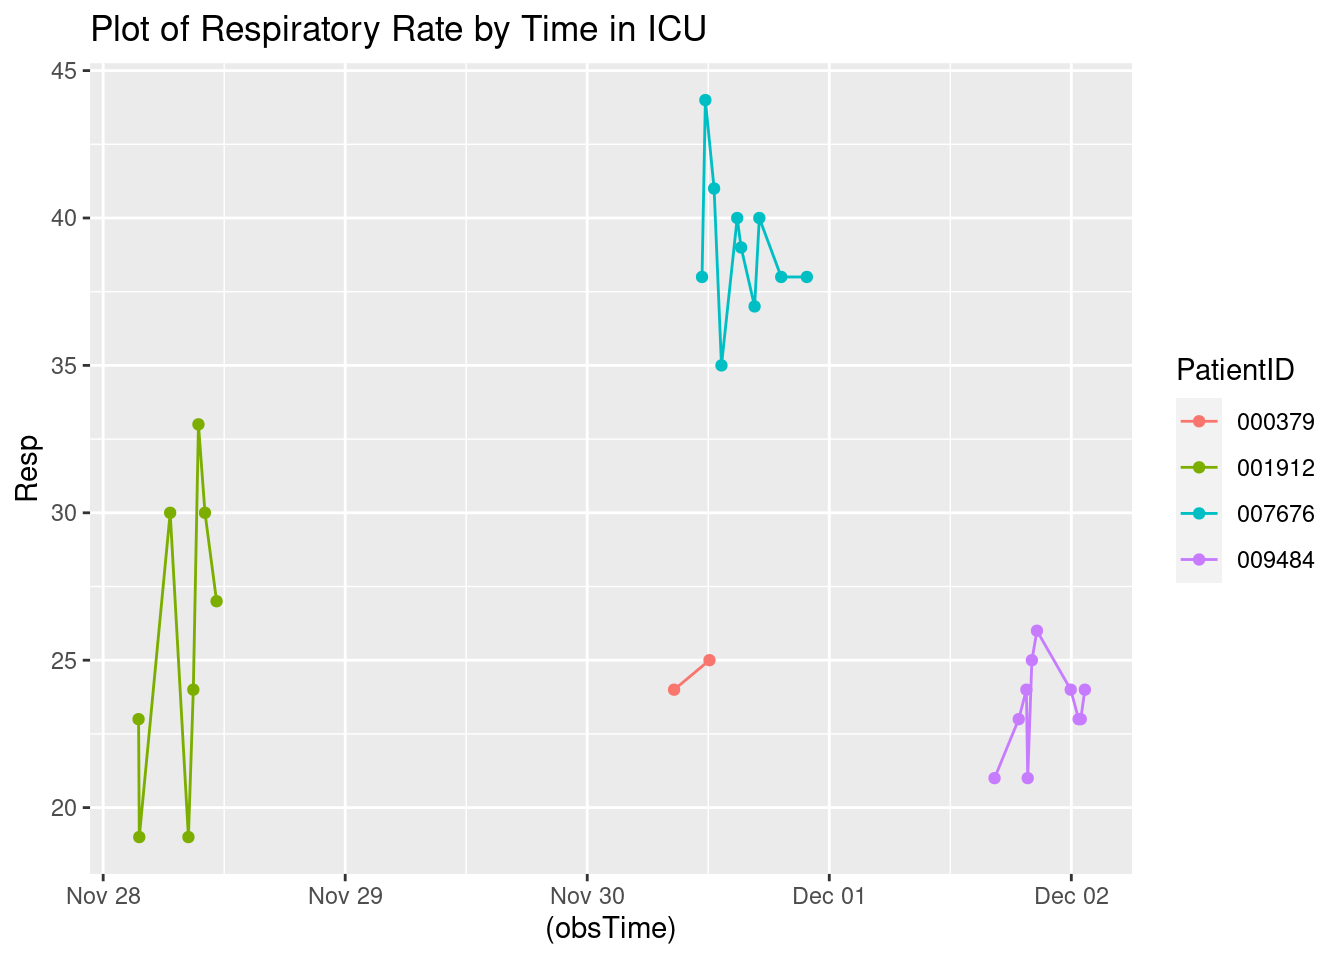 Plot of Respiratory Rate by Time in ICU
45
40
35
30
25
20
Resp
Nov 28
Nov 29
Nov 30
Dec 01
Dec 02
(obsTime)
PatientID
000379
001912
007676
009484